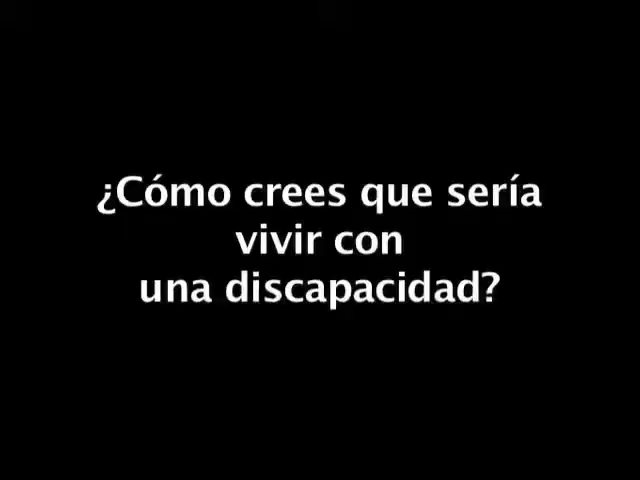 ¿Cómo crees que sería
vivir con
una discapacidad?